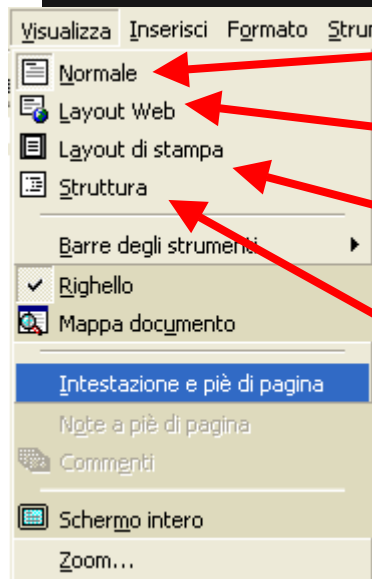 Visualizza Inserisci Formato Strur
Normale
Layout Web
Layout di stampa
Struttura
Barre degli strumenti
Righello
Mappa documento
Intestazione e piè di pagina
Note a piè di pagina
Commenti
Schermo intero
Zoom...